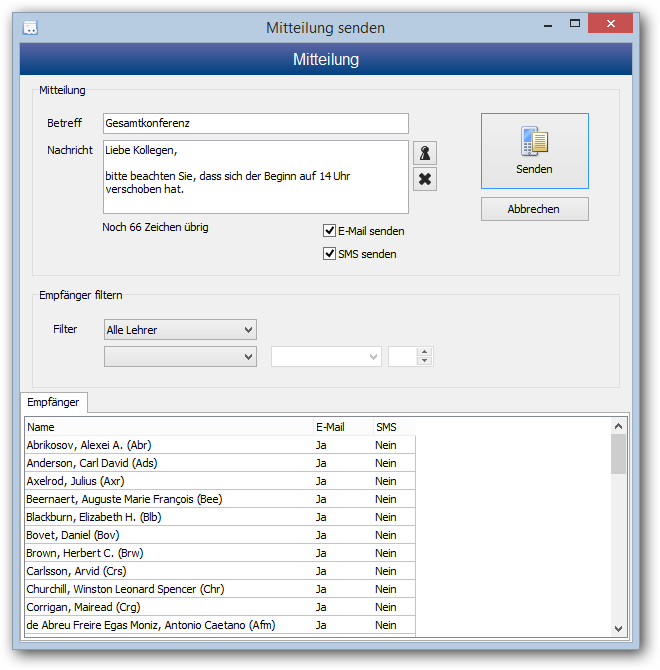 Mitteilung senden
Mitteilung
Mitteilung
Betreff Gesamtkonferenz
Nachricht Liebe Kollegen,
bitte beachten Sie, dass sich der Beginn auf 14 Uhr
verschoben hat.
Senden
Abbrechen
Noch 66 Zeichen übrig
E-Mail senden
SMS senden
Empfänger filtern
Filter Alle Lehrer
Empfänger
Name E-Mail SMS
Abrikosov, Alexei A. (Abr) Ja Nein
Anderson, Carl David (Ads) Ja Nein
Axelrod, Julius (Axr) Ja Nein
Beernaert, Auguste Marie François (Bee) Ja Nein
Blackburn, Elizabeth H. (Blb) Ja Nein
Bovet, Daniel (Bov) Ja Nein
Brown, Herbert C. (Brw) Ja Nein
Carlsson, Arvid (Crs) Ja Nein
Churchill, Winston Leonard Spencer (Chr) Ja Nein
Corrigan, Mairead (Crg) Ja Nein
de Abreu Freire Egas Moniz, Antonio Caetano (Afm) Ja Nein